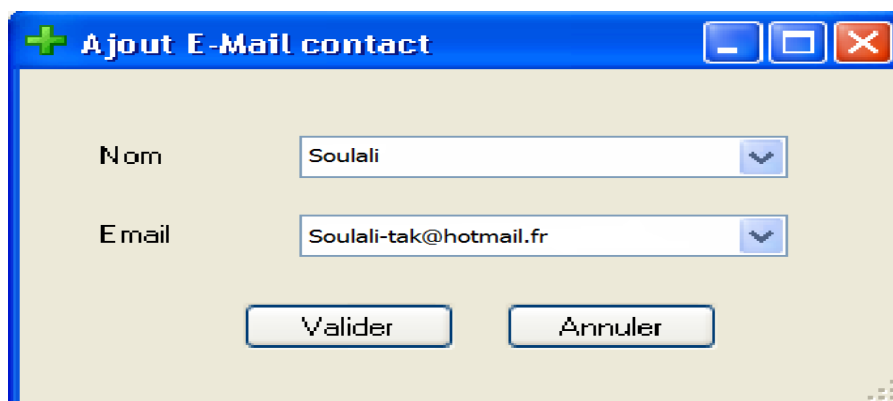 Ajout E-Mail contact
Nom Soulali
Email Soulali-tak@hotmail.fr
Valider Annuler